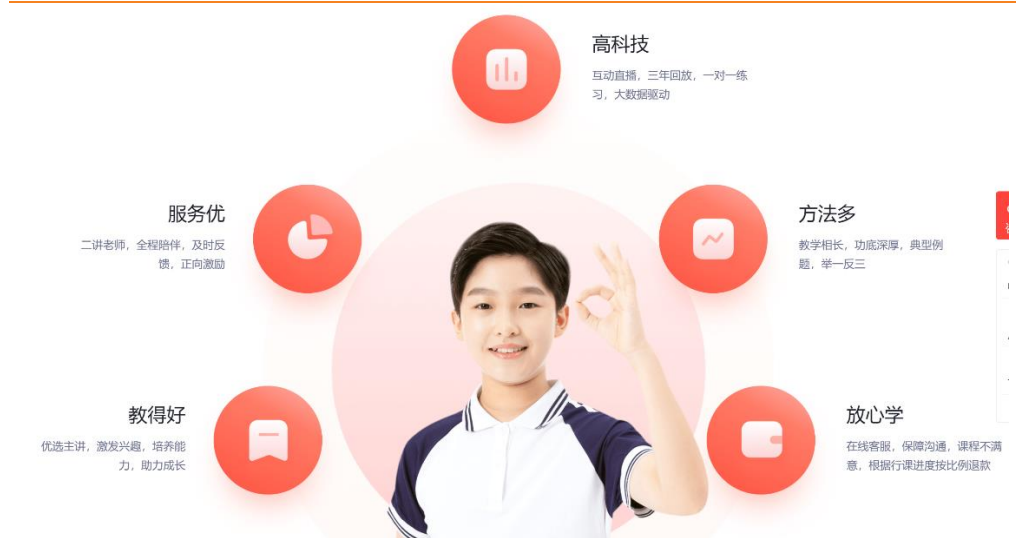 高科技
互动直播，三年回放，一对一练
习，大数据驱动
服务优
二讲老师，全程陪伴，及时反
馈，正向激励
方法多
教学相长，功底深厚，典型例
题，举一反三
教得好
优选主讲，激发兴趣，培养能
力，助力成长
放心学
在线客服，保障沟通，课程不满
意，根据行课进度按比例退款